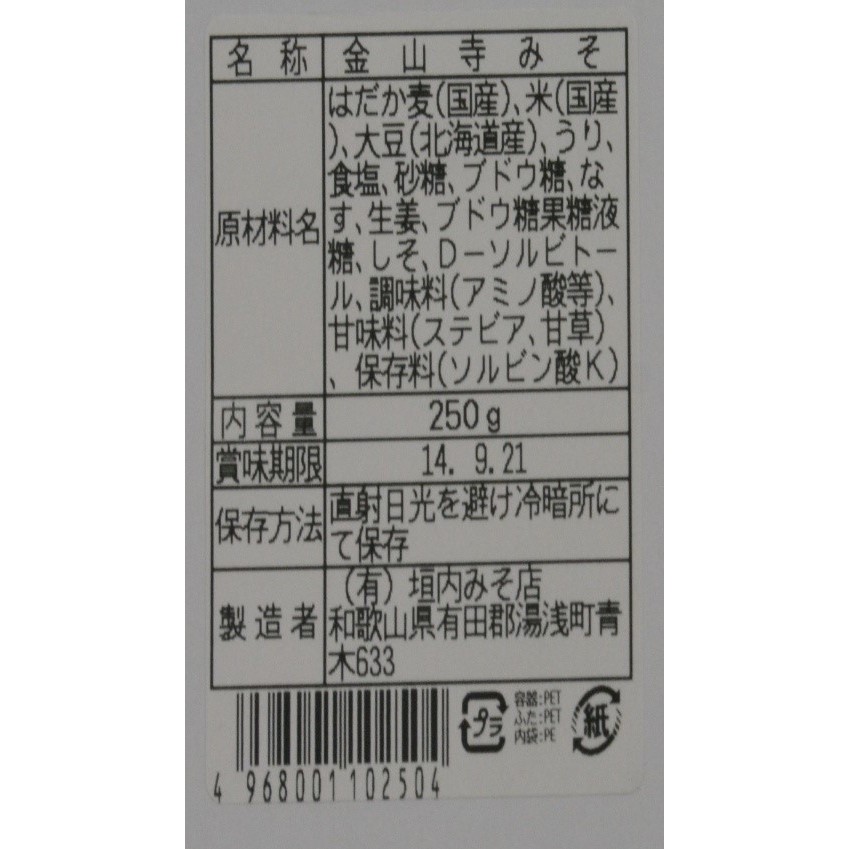 名称 金山寺みそ
原材料名
はだか麦(国産)、米(国産
)、大豆(北海道産)、うり、
食塩、砂糖、ブドウ糖、な
す、生姜、ブドウ糖果糖液
糖、しそ、D－ソルビトー
ル、調味料(アミノ酸等)、
甘味料(ステビア、甘草)
、保存料(ソルビン酸K)
内容量 250g
賞味期限 14. 9.21
保存方法
直射日光を避け冷暗所に
て保存
製造者
(有) 垣内みそ店
和歌山県有田郡湯浅町青
木633
プラ
容器:PET
ふた:PET
内袋:PE
紙
4 968001 102504